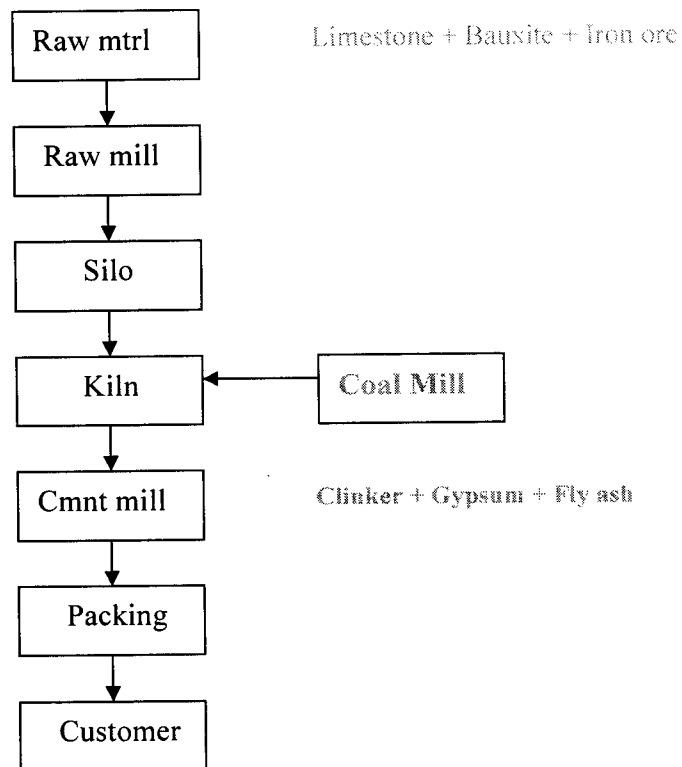 Raw mtrl
Limestone + Bauxite + Iron ore
Raw mill
Silo
Kiln
Coal Mill
Cmnt mill
Clinker + Gypsum + Fly ash
Packing
Customer